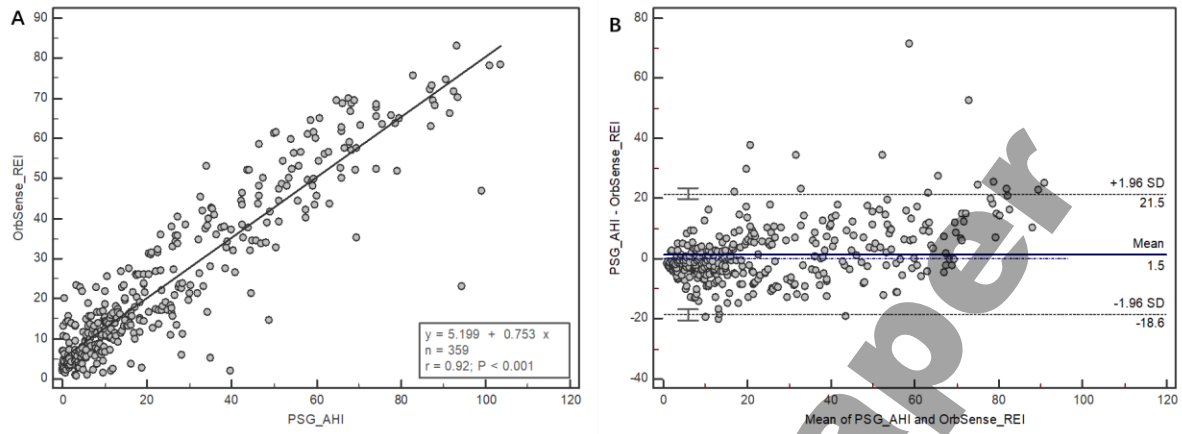 A
90
80
70
60
50
40
30
20
10
0
OrbSense_REI
y = 5.199 + 0.753 x
n = 359
r = 0.92; P < 0.001
0 20 40 60 80 100 120
PSG_AHI
B
80
60
40
20
0
-20
-40
PSG_AHI - OrbSense_REI
+1.96 SD
21.5
Mean
1.5
-1.96 SD
-18.6
0 20 40 60 80 100 120
Mean of PSG_AHI and OrbSense_REI
aper